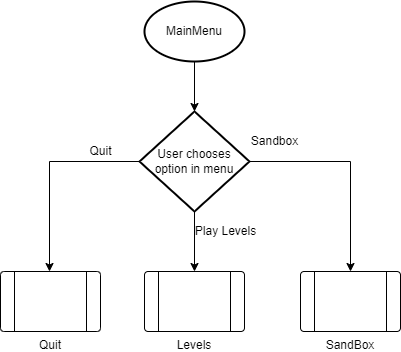 MainMenu
User chooses
option in menu
Quit
Sandbox
Play Levels
Quit
Levels
SandBox